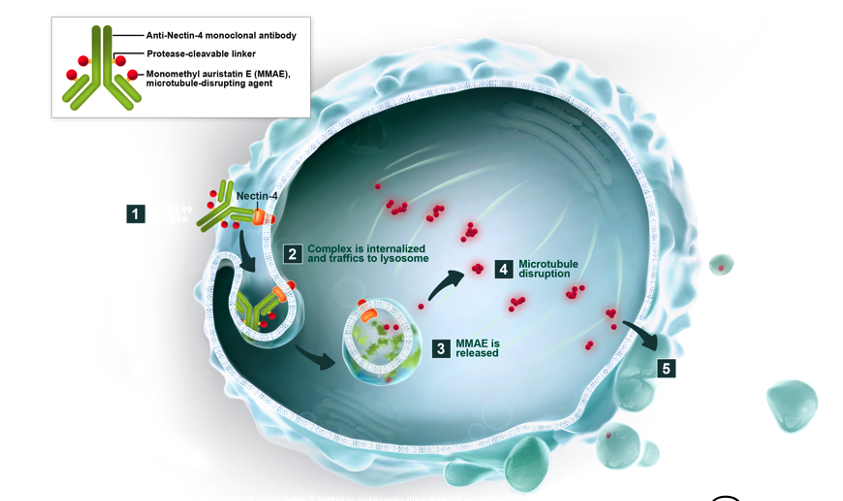 Anti-Nectin-4 monoclonal antibody
Protease-cleavable linker
Monomethyl auristatin E (MMAE),
microtubule-disrupting agent
1
Nectin-4
2
Complex is internalized
and traffics to lysosome
4
Microtubule
disruption
3
MMAE is
released
5